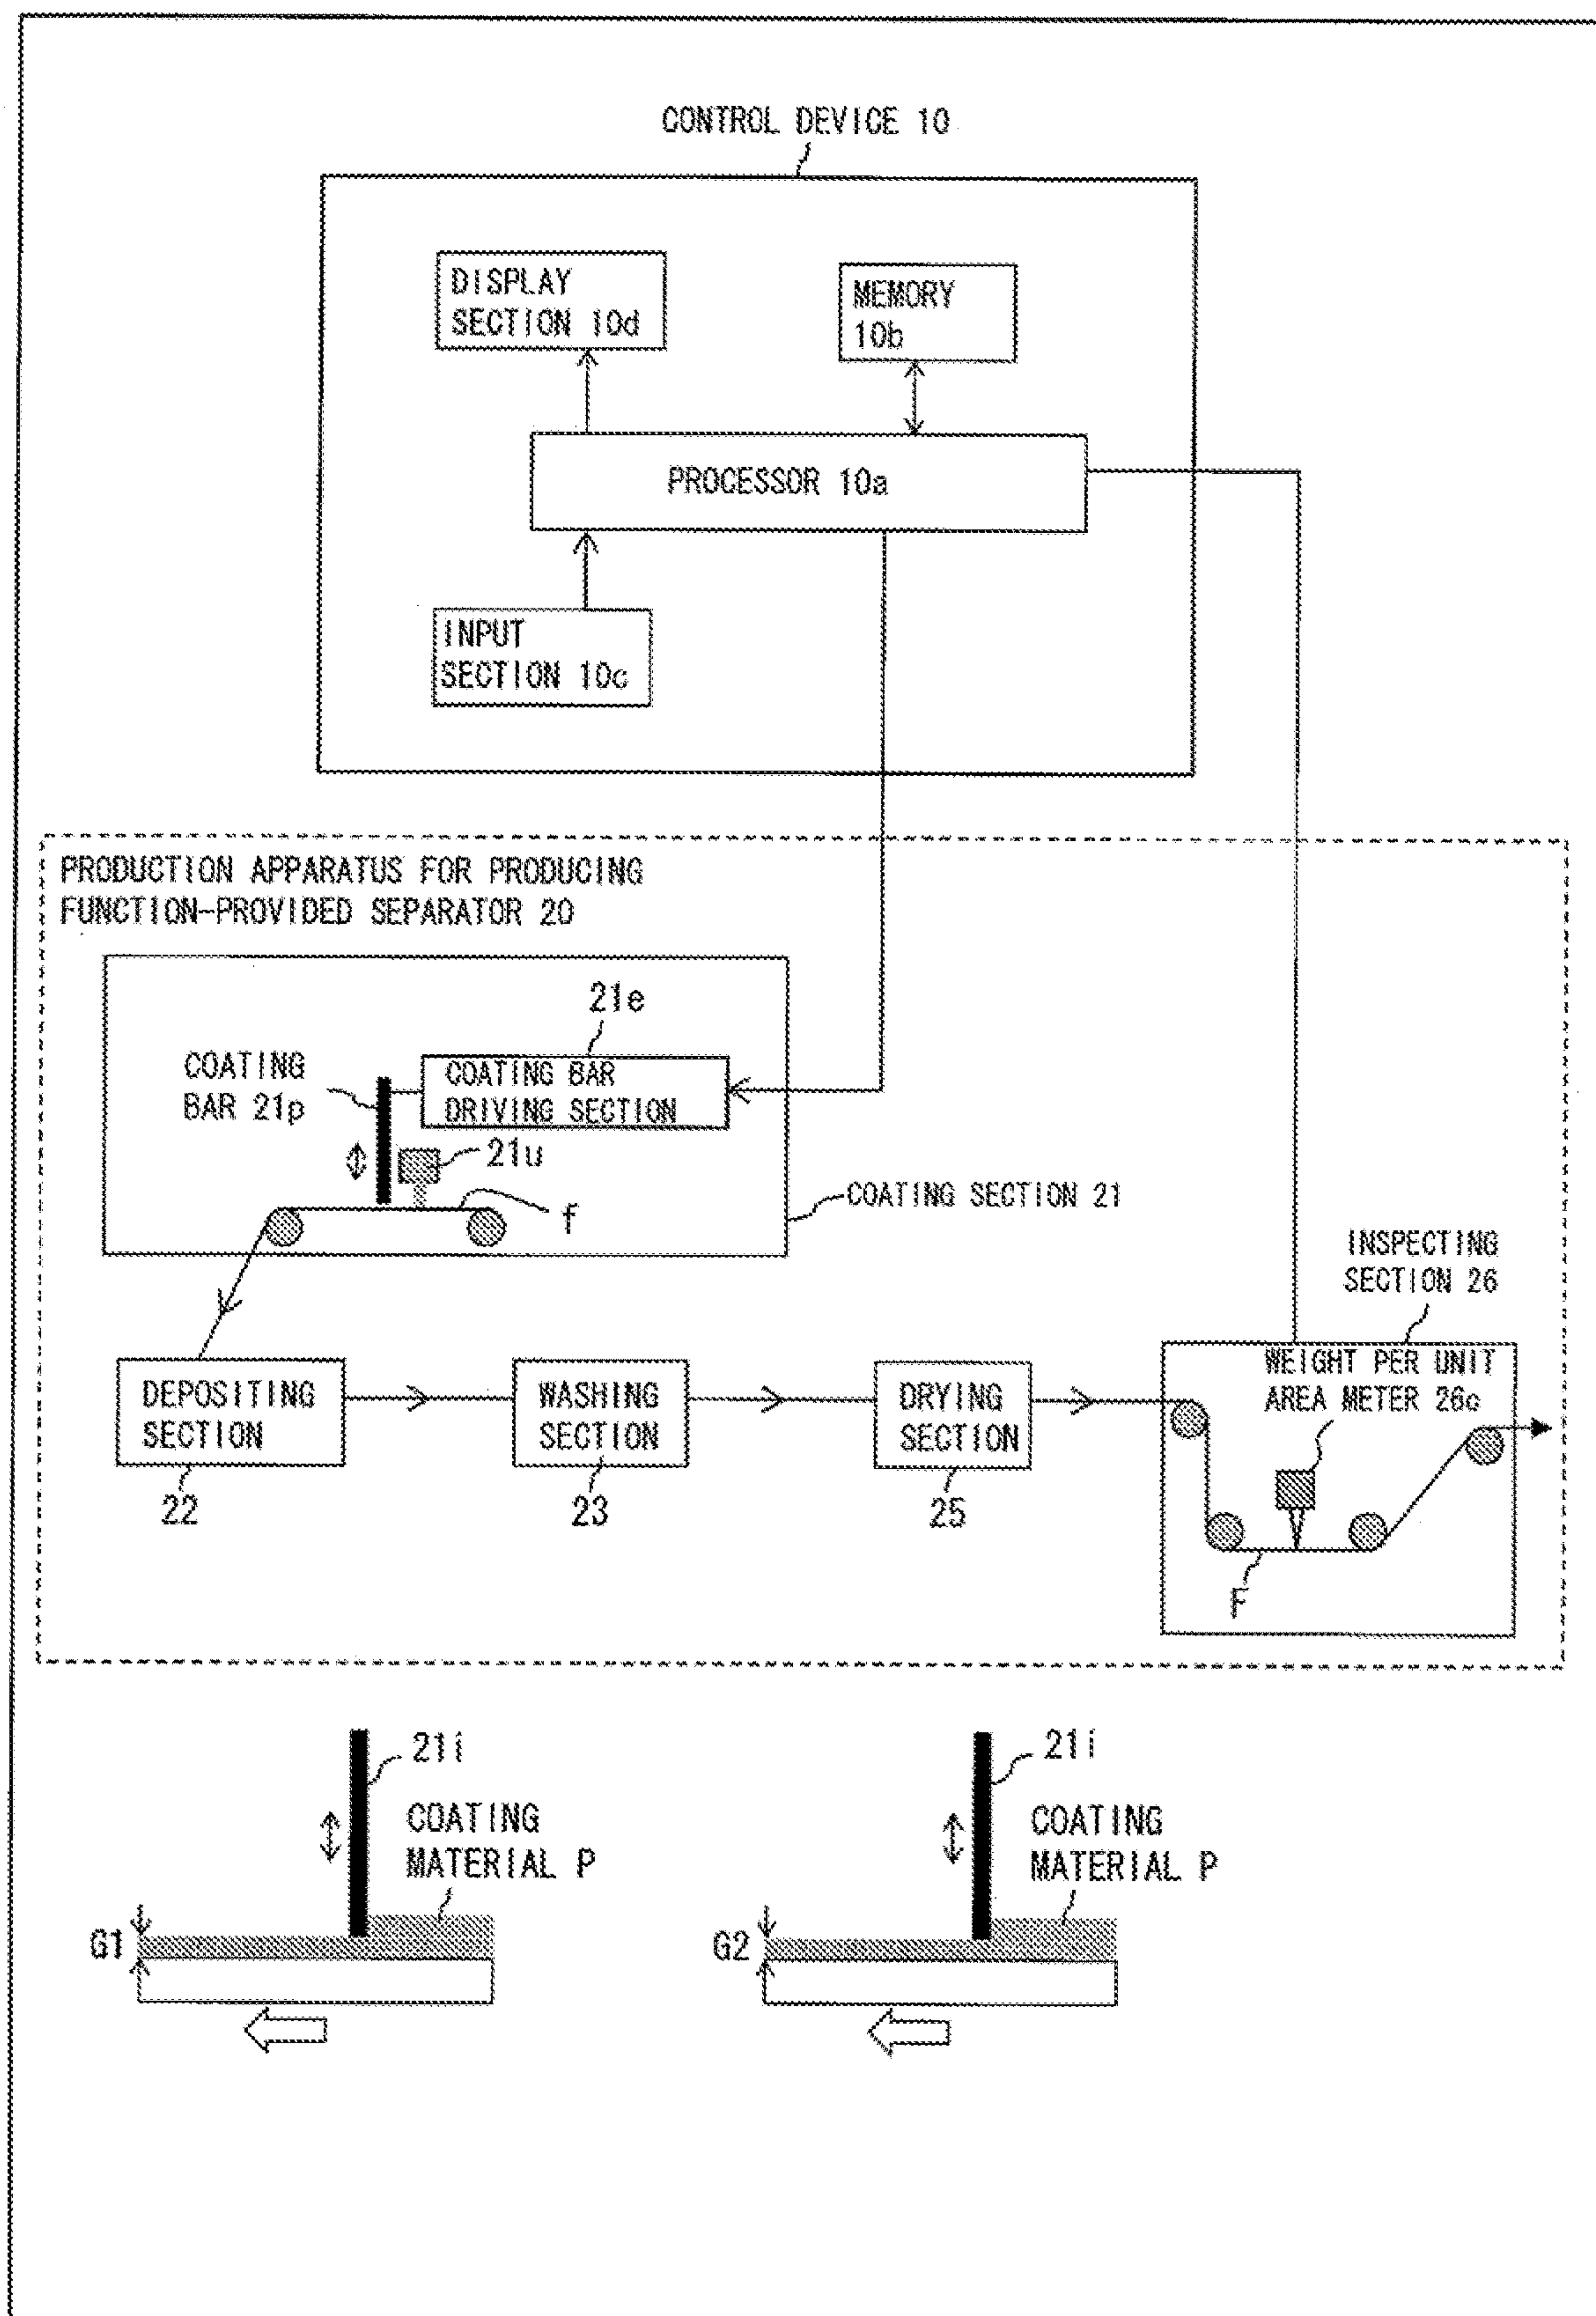 CONTROL DEVICE 10
DISPLAY
SECTION 10d
MEMORY
10b
PROCESSOR 10a
INPUT
SECTION 10c
PRODUCTION APPARATUS FOR PRODUCING
FUNCTION-PROVIDED SEPARATOR 20
21e
COATING
BAR 21p
COATING BAR
DRIVING SECTION
21u
f
COATING SECTION 21
INSPECTING
SECTION 26
WEIGHT PER UNIT
AREA METER 26c
DEPOSITING
SECTION
22
WASHING
SECTION
23
DRYING
SECTION
25
F
21i
COATING
MATERIAL P
G1
21i
COATING
MATERIAL P
G2